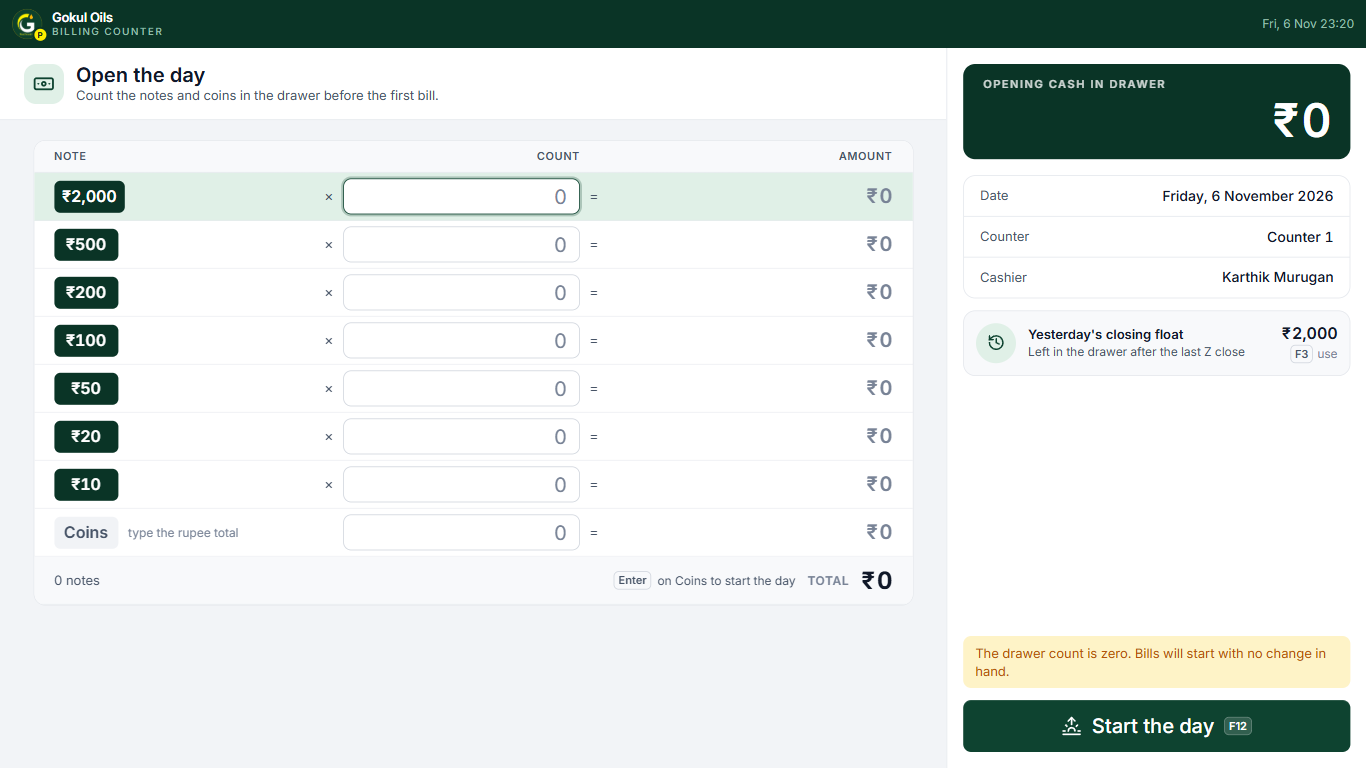 G
P
Gokul Oils
BILLING COUNTER
Fri, 6 Nov 23:20
Open the day
Count the notes and coins in the drawer before the first bill.
NOTE COUNT AMOUNT
₹2,000 × 0 = ₹0
₹500 × 0 = ₹0
₹200 × 0 = ₹0
₹100 × 0 = ₹0
₹50 × 0 = ₹0
₹20 × 0 = ₹0
₹10 × 0 = ₹0
Coins type the rupee total 0 = ₹0
0 notes Enter on Coins to start the day TOTAL ₹0
OPENING CASH IN DRAWER
₹0
Date Friday, 6 November 2026
Counter Counter 1
Cashier Karthik Murugan
Yesterday's closing float ₹2,000
Left in the drawer after the last Z close F3 use
The drawer count is zero. Bills will start with no change in
hand.
Start the day F12